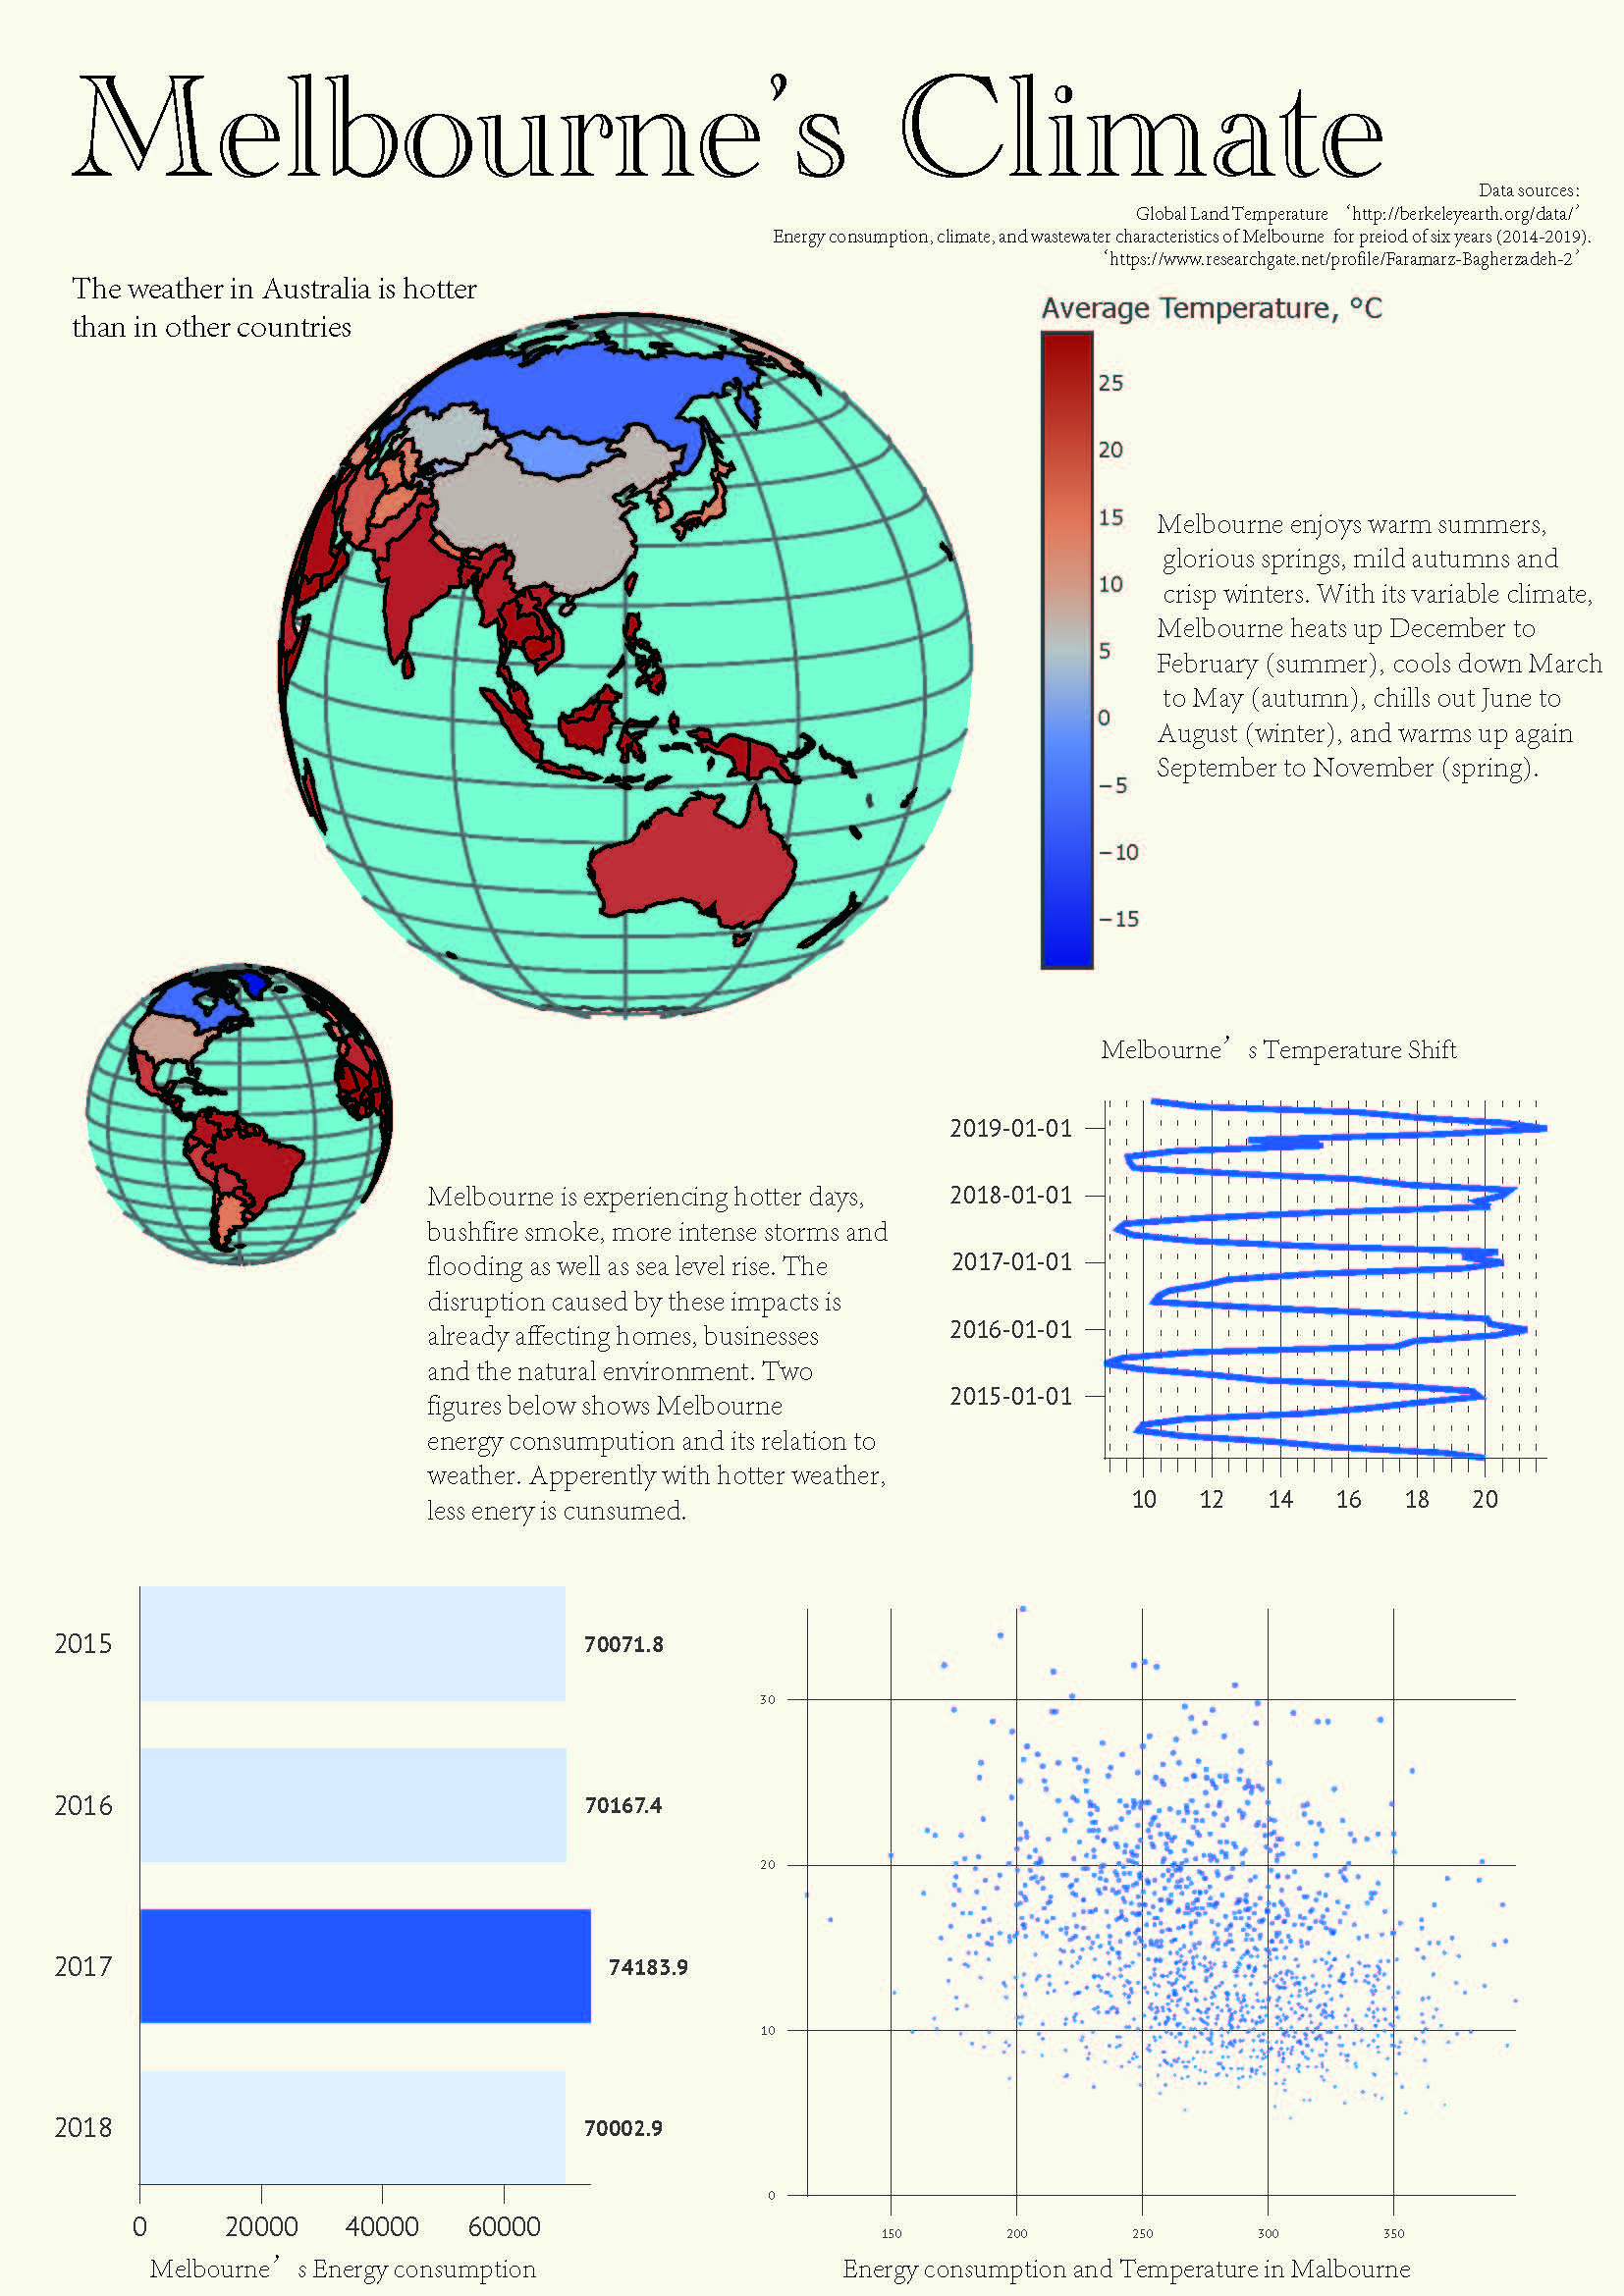 Melbourne’s Climate
Data sources:
Global Land Temperature ‘http://berkeleyearth.org/data/’
Energy consumption, climate, and wastewater characteristics of Melbourne for preiod of six years (2014-2019).
‘https://www.researchgate.net/profile/Faramarz-Bagherzadeh-2’
The weather in Australia is hotter
than in other countries
Average Temperature, °C
25
20
15
10
5
0
−5
−10
−15
Melbourne enjoys warm summers,
glorious springs, mild autumns and
crisp winters. With its variable climate,
Melbourne heats up December to
February (summer), cools down March
to May (autumn), chills out June to
August (winter), and warms up again
September to November (spring).
Melbourne’s Temperature Shift
2019-01-01
2018-01-01
2017-01-01
2016-01-01
2015-01-01
10 12 14 16 18 20
Melbourne is experiencing hotter days,
bushfire smoke, more intense storms and
flooding as well as sea level rise. The
disruption caused by these impacts is
already affecting homes, businesses
and the natural environment. Two
figures below shows Melbourne
energy consumpution and its relation to
weather. Apperently with hotter weather,
less enery is cunsumed.
2015 70071.8
2016 70167.4
2017 74183.9
2018 70002.9
0 20000 40000 60000
Melbourne’s Energy consumption
30
20
10
0
150 200 250 300 350
Energy consumption and Temperature in Malbourne